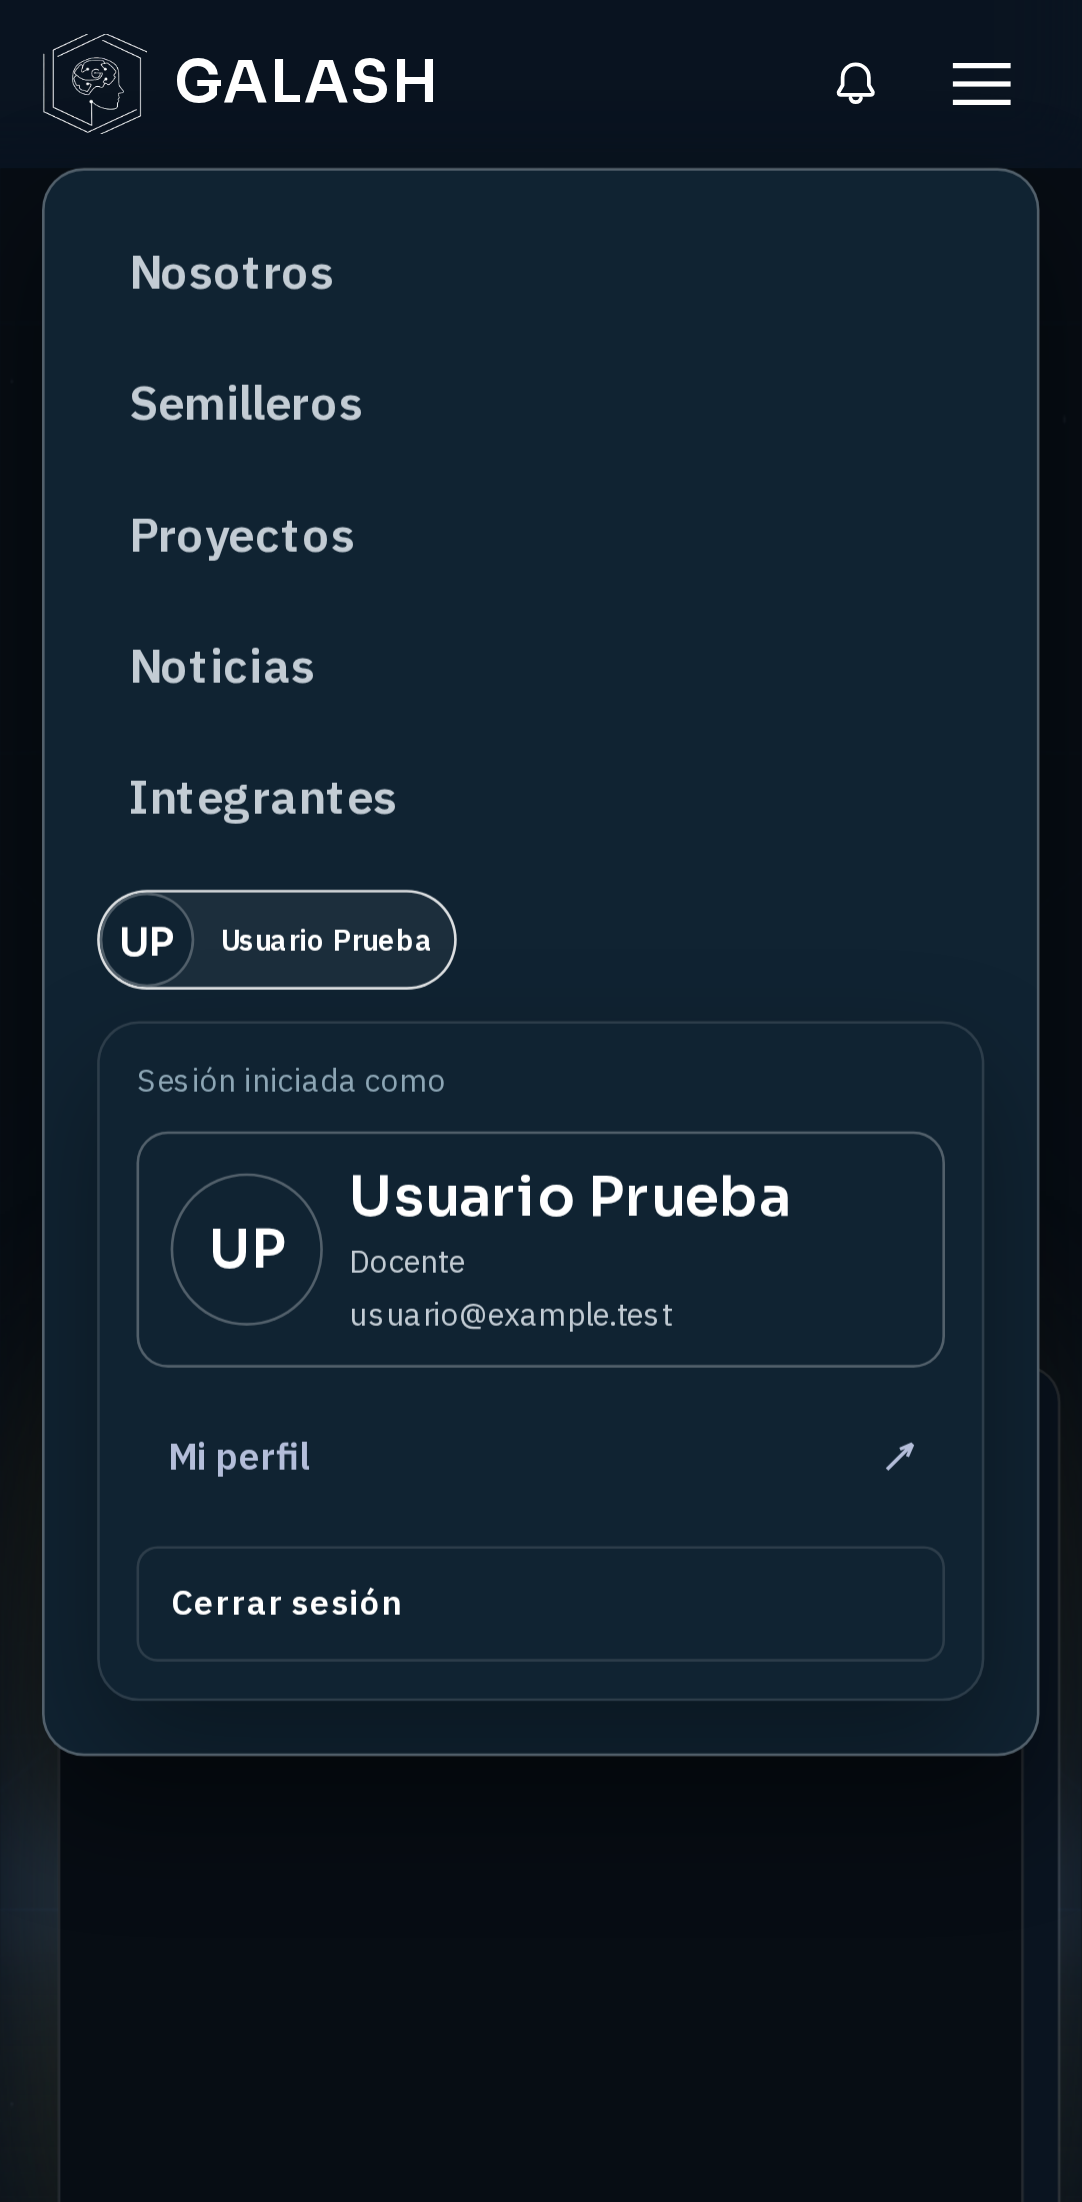 GALASH
Nosotros
Semilleros
Proyectos
Noticias
Integrantes
UP Usuario Prueba
Sesión iniciada como
UP
Usuario Prueba
Docente
usuario@example.test
Mi perfil
Cerrar sesión